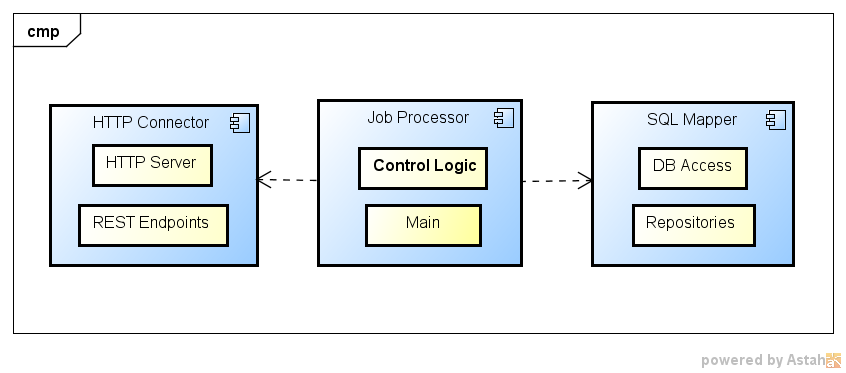 cmp
HTTP Connector
HTTP Server
REST Endpoints
Job Processor
Control Logic
Main
SQL Mapper
DB Access
Repositories
powered by Astah